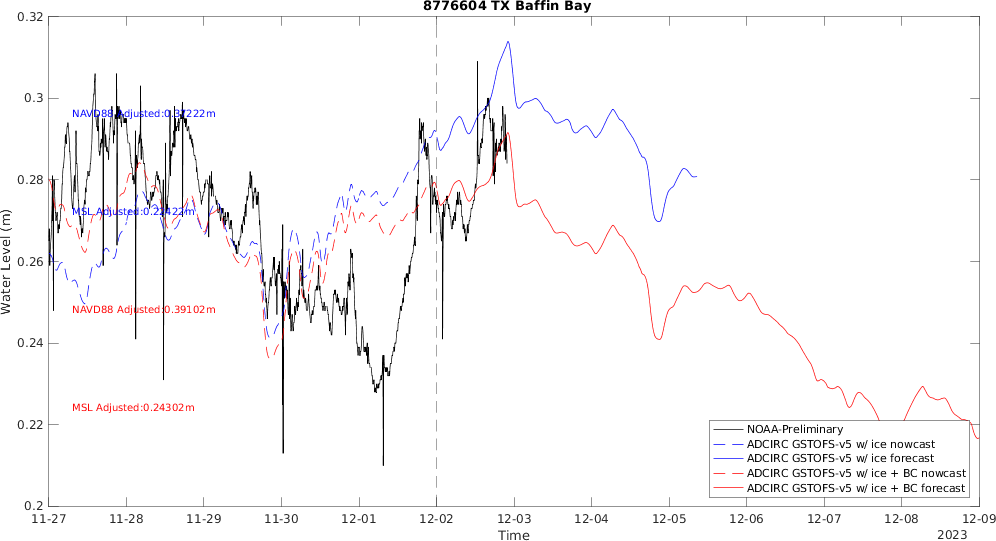 8776604 TX Baffin Bay
Water Level (m)
0.32
0.3
0.28
0.26
0.24
0.22
0.2
NAVD88 Adjusted:0.37222m
MSL Adjusted:0.22422m
NAVD88 Adjusted:0.39102m
MSL Adjusted:0.24302m
NOAA-Preliminary
ADCIRC GSTOFS-v5 w/ ice nowcast
ADCIRC GSTOFS-v5 w/ ice forecast
ADCIRC GSTOFS-v5 w/ ice + BC nowcast
ADCIRC GSTOFS-v5 w/ ice + BC forecast
11-27 11-28 11-29 11-30 12-01 12-02 12-03 12-04 12-05 12-06 12-07 12-08 12-09
Time
2023